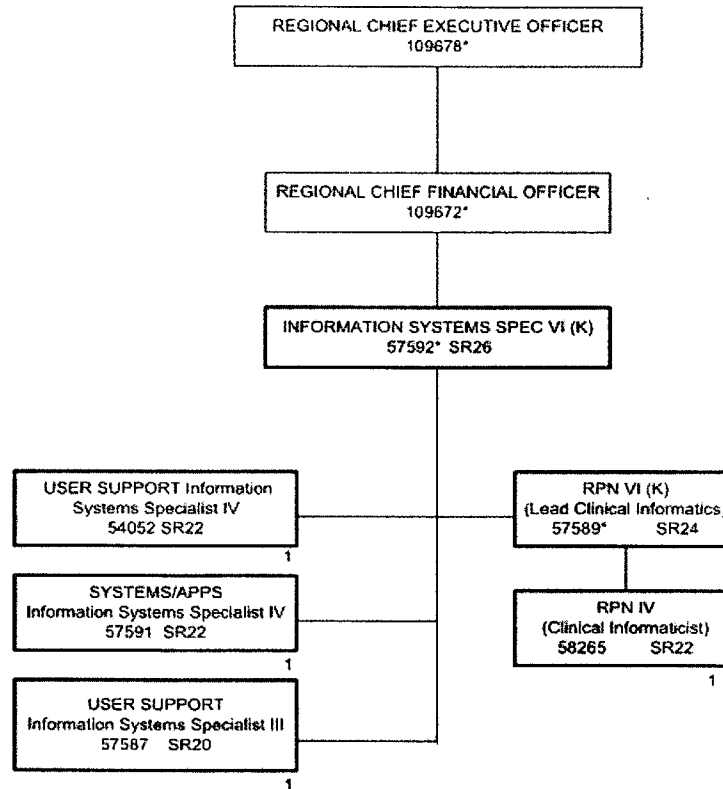 REGIONAL CHIEF EXECUTIVE OFFICER
109678*
REGIONAL CHIEF FINANCIAL OFFICER
109672*
INFORMATION SYSTEMS SPEC VI (K)
57592* SR26
USER SUPPORT Information
Systems Specialist IV
54052 SR22
1
SYSTEMS/APPS
Information Systems Specialist IV
57591 SR22
1
USER SUPPORT
Information Systems Specialist III
57587 SR20
1
RPN VI (K)
(Lead Clinical Informatics)
57589* SR24
RPN IV
(Clinical Informaticist)
58265 SR22
1